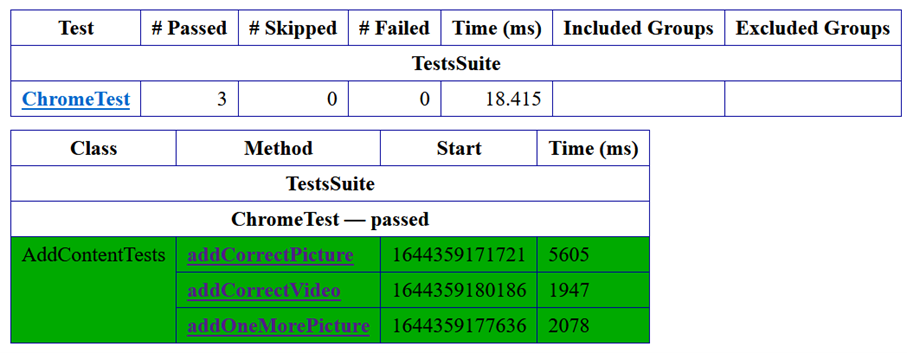 Test # Passed # Skipped # Failed Time (ms) Included Groups Excluded Groups
TestsSuite
ChromeTest 3 0 0 18.415
Class Method Start Time (ms)
TestsSuite
ChromeTest — passed
AddContentTests addCorrectPicture 1644359171721 5605
addCorrectVideo 1644359180186 1947
addOneMorePicture 1644359177636 2078